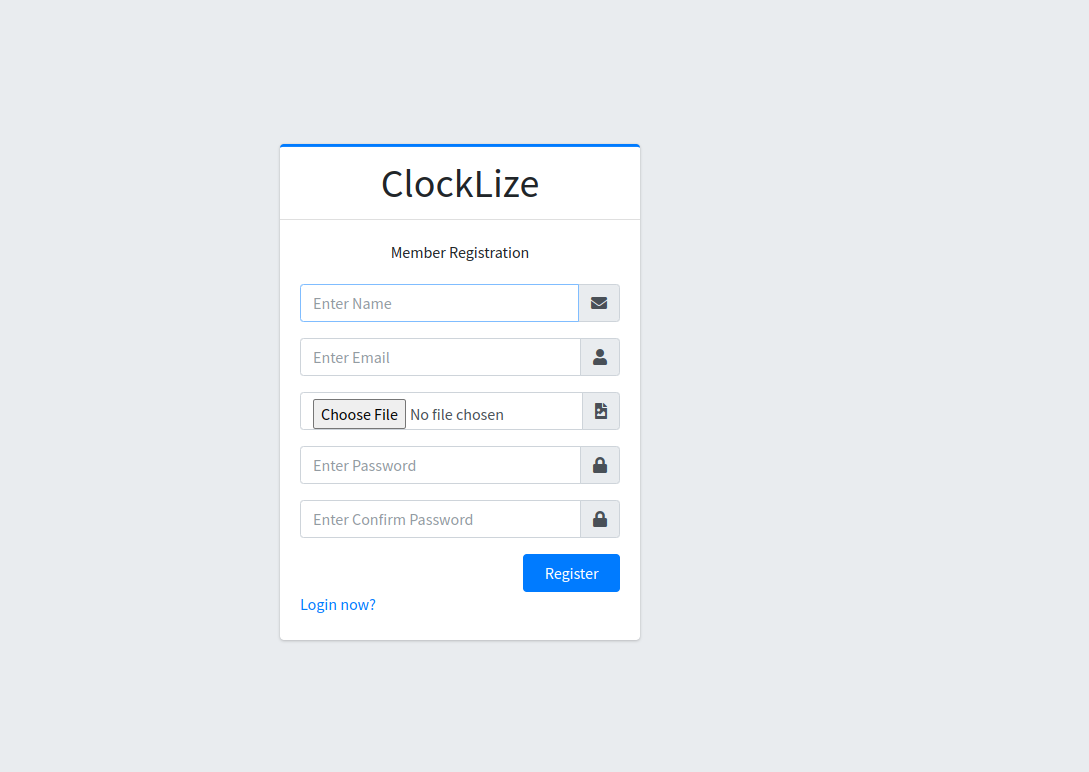 ClockLize
Member Registration
Enter Name
Enter Email
Choose File No file chosen
Enter Password
Enter Confirm Password
Register
Login now?